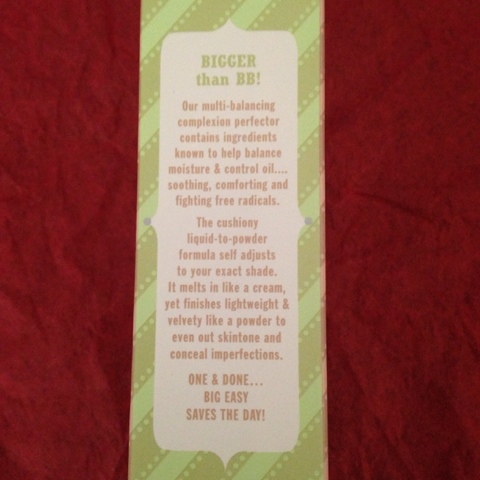 BIGGER
than BB!
Our multi-balancing
complexion perfector
contains ingredients
known to help balance
moisture & control oil....
soothing, comforting and
fighting free radicals.
The cushiony
liquid-to-powder
formula self adjusts
to your exact shade.
It melts in like a cream,
yet finishes lightweight &
velvety like a powder to
even out skintone and
conceal imperfections.
ONE & DONE...
BIG EASY
SAVES THE DAY!